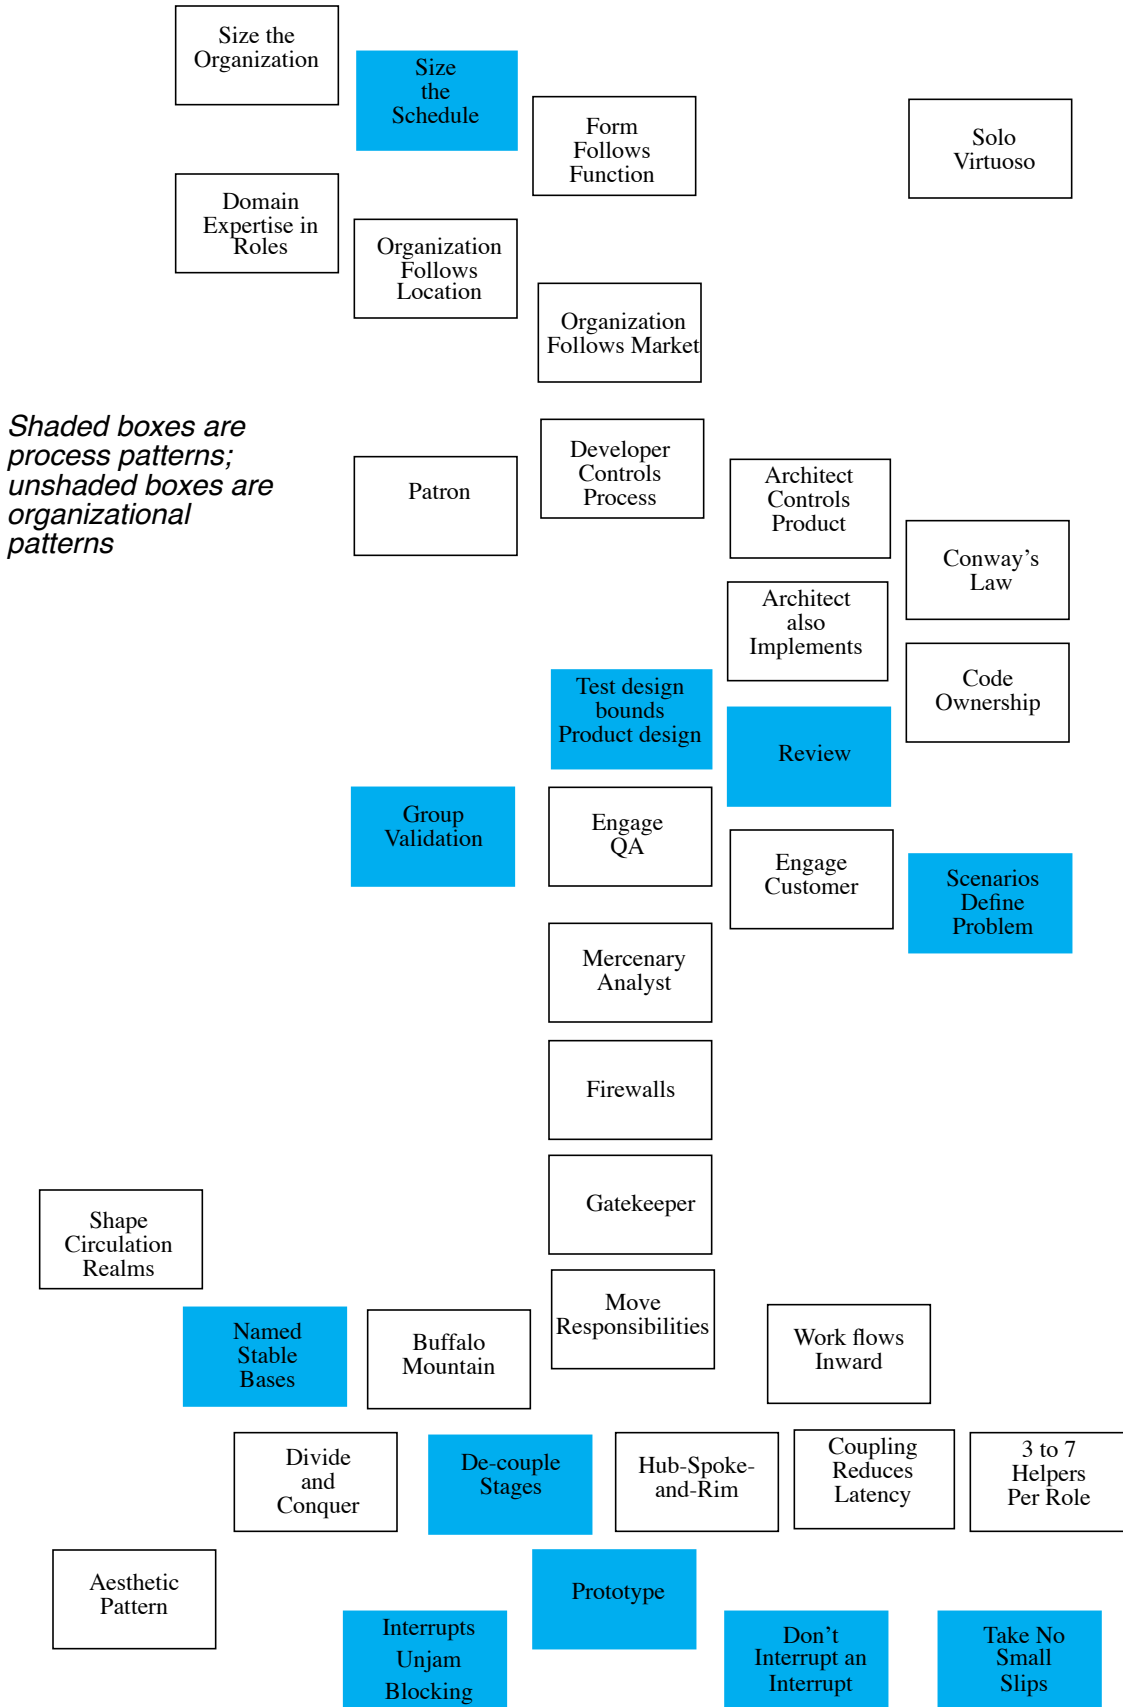 Size the
Organization
Size
the
Schedule
Form
Follows
Function
Solo
Virtuoso
Domain
Expertise in
Roles
Organization
Follows
Location
Organization
Follows Market
Shaded boxes are
process patterns;
unshaded boxes are
organizational
patterns
Patron
Developer
Controls
Process
Architect
Controls
Product
Conway’s
Law
Architect
also
Implements
Code
Ownership
Test design
bounds
Product design
Review
Group
Validation
Engage
QA
Engage
Customer
Scenarios
Define
Problem
Mercenary
Analyst
Firewalls
Gatekeeper
Shape
Circulation
Realms
Move
Responsibilities
Named
Stable
Bases
Buffalo
Mountain
Work flows
Inward
Divide
and
Conquer
De-couple
Stages
Hub-Spoke-
and-Rim
Coupling
Reduces
Latency
3 to 7
Helpers
Per Role
Aesthetic
Pattern
Prototype
Interrupts
Unjam
Blocking
Don’t
Interrupt an
Interrupt
Take No
Small
Slips